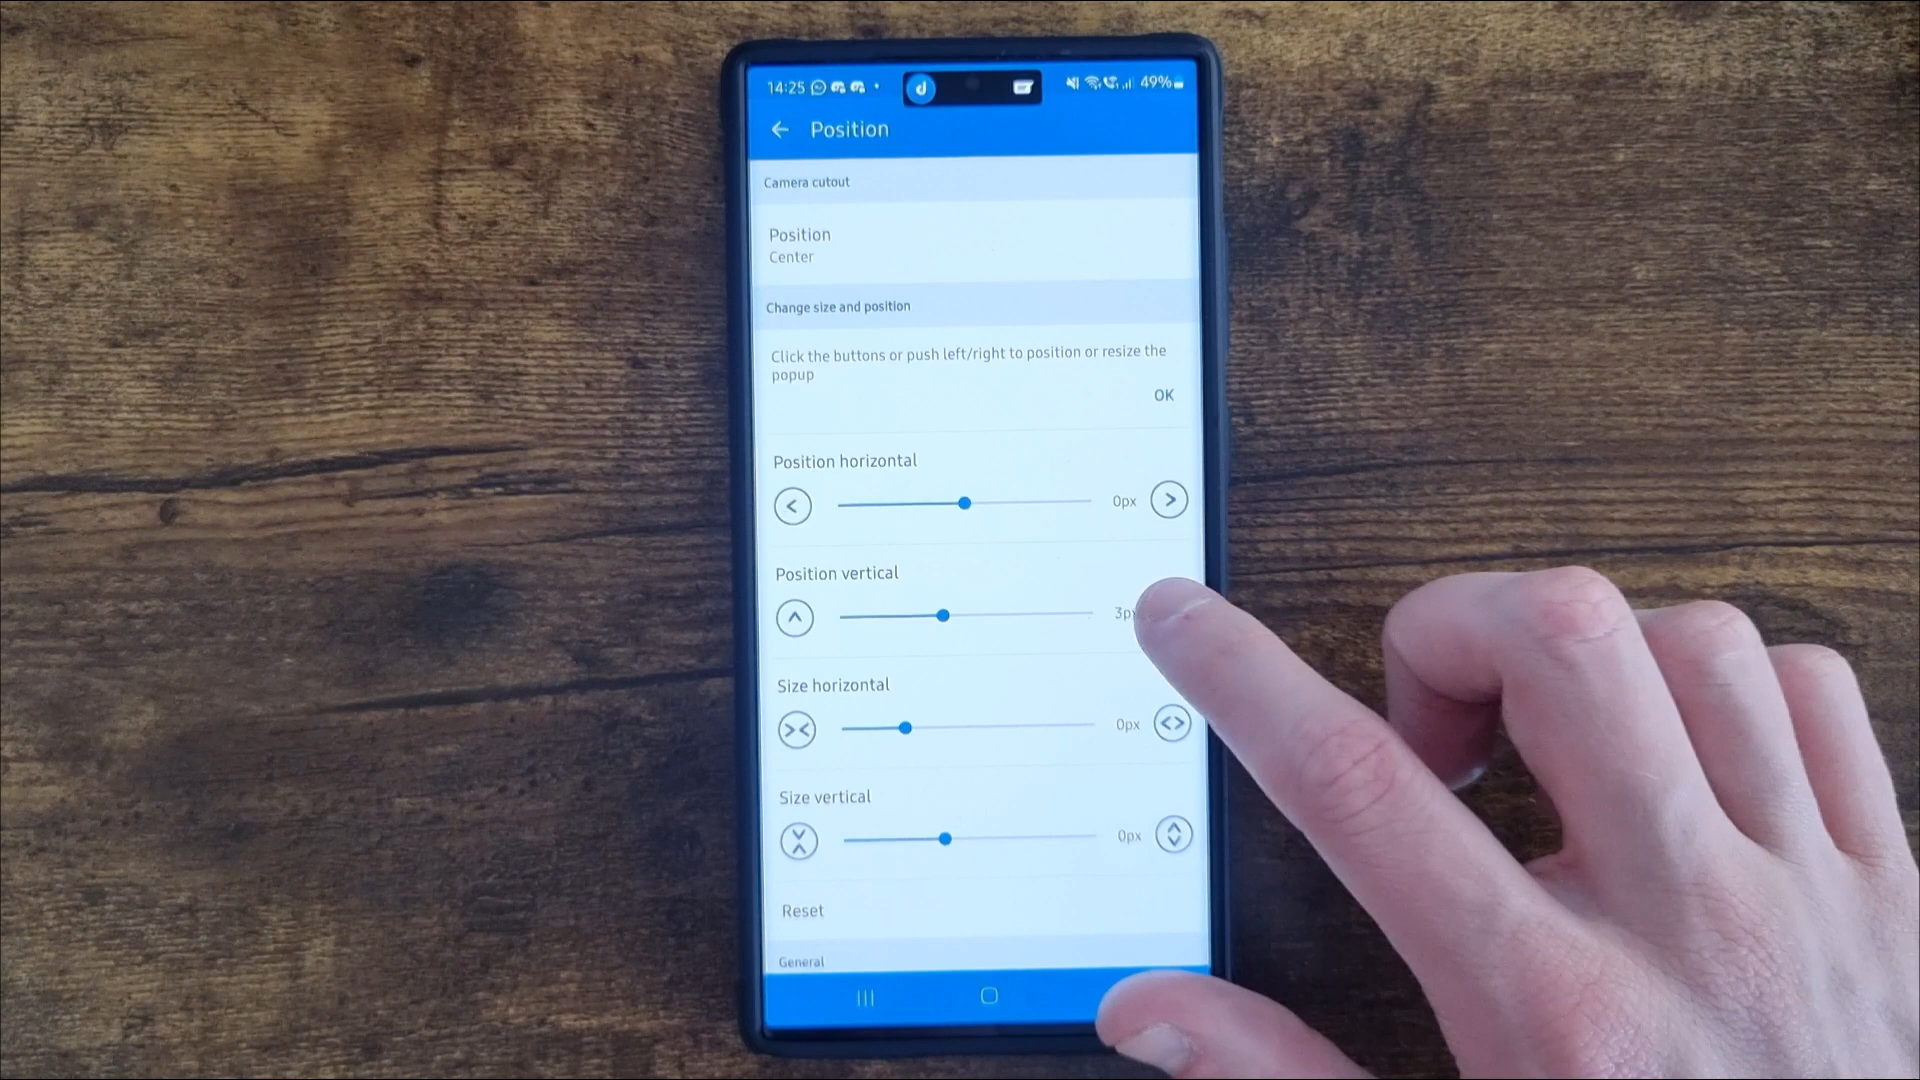 14:25
49%
Position
Camera cutout
Position
Center
Change size and position
Click the buttons or push left/right to position or resize the
popup
OK
Position horizontal
0px
Position vertical
Size horizontal
0px
Size vertical
0px
Reset
General